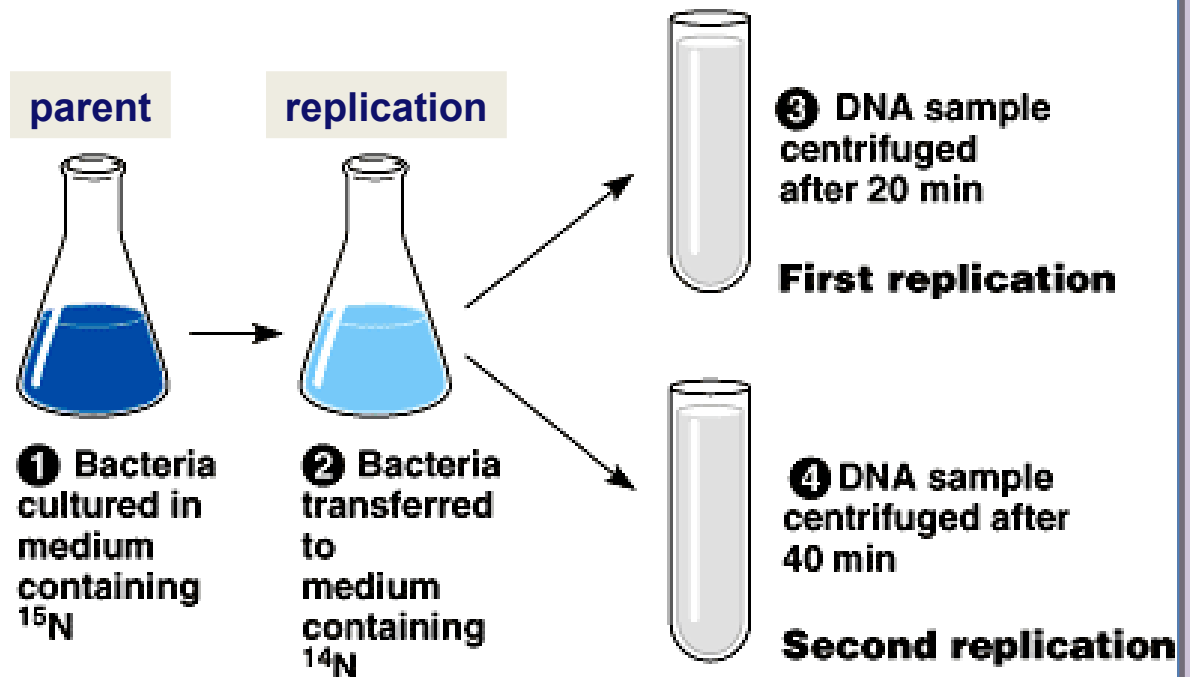 parent
replication
❶ Bacteria
cultured in
medium
containing
¹⁵N
❷ Bacteria
transferred
to
medium
containing
¹⁴N
❸ DNA sample
centrifuged
after 20 min
First replication
❹ DNA sample
centrifuged after
40 min
Second replication